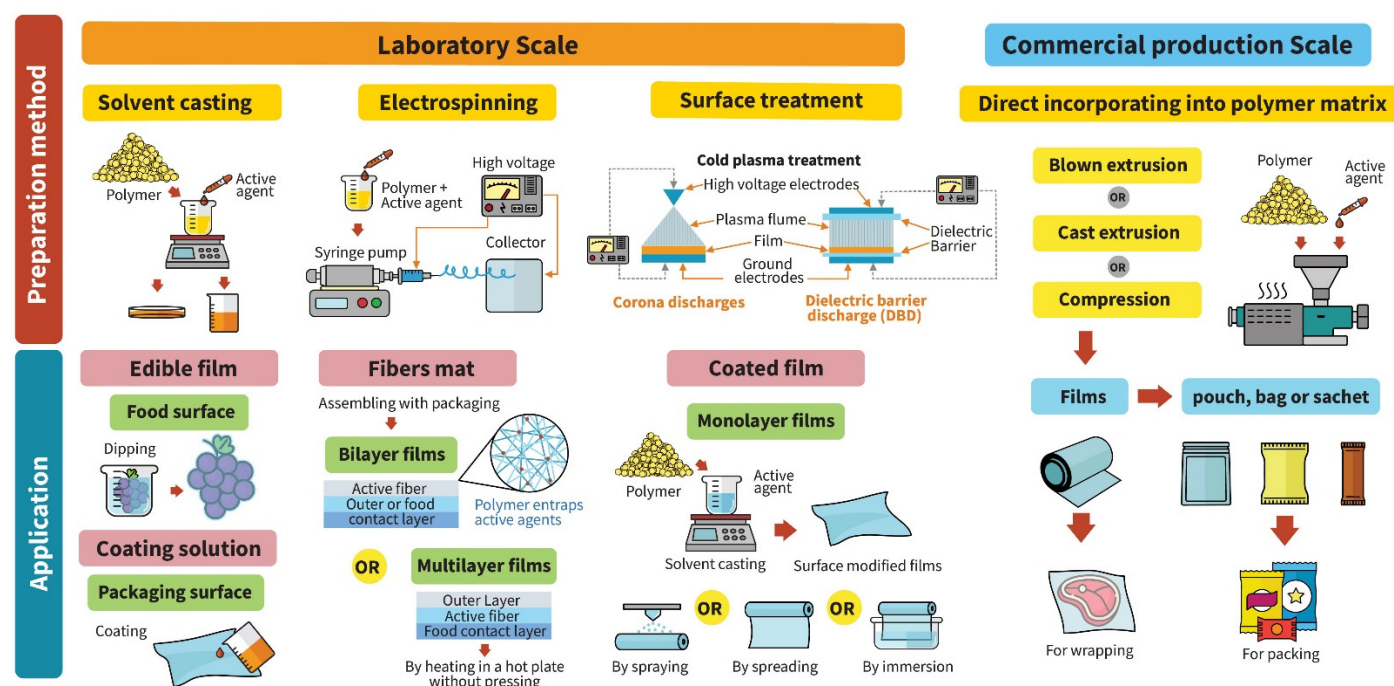 Preparation method
Laboratory Scale
Commercial production Scale
Solvent casting
Polymer
Active
agent
Electrospinning
Polymer +
Active agent
High voltage
Syringe pump
Collector
Surface treatment
Cold plasma treatment
High voltage electrodes
Plasma flume
Film
Ground
electrodes
Dielectric
Barrier
Corona discharges
Dielectric barrier
discharge (DBD)
Direct incorporating into polymer matrix
Blown extrusion
OR
Cast extrusion
OR
Compression
Polymer
Active
agent
Application
Edible film
Food surface
Dipping
Coating solution
Packaging surface
Coating
Fibers mat
Assembling with packaging
Bilayer films
Active fiber
Outer or food
contact layer
Polymer entraps
active agents
OR
Multilayer films
Outer Layer
Active fiber
Food contact layer
By heating in a hot plate
without pressing
Coated film
Monolayer films
Polymer
Active
agent
Solvent casting
Surface modified films
OR
OR
By spraying
By spreading
By immersion
Films
pouch, bag or sachet
For wrapping
For packing